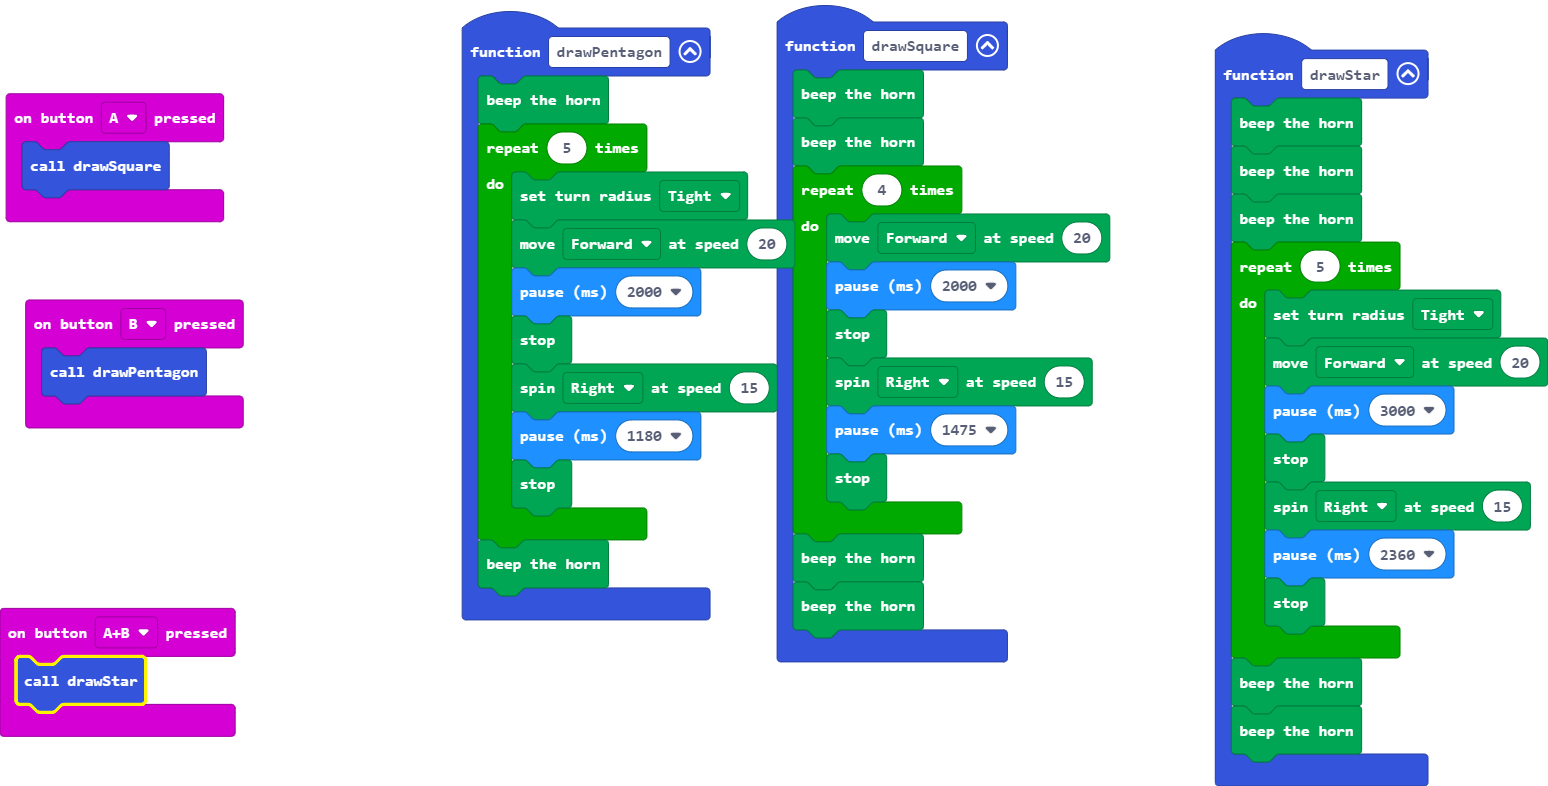 on button A pressed
call drawSquare
on button B pressed
call drawPentagon
on button A+B pressed
call drawStar
function drawPentagon
beep the horn
repeat 5 times
do
set turn radius Tight
move Forward at speed 20
pause (ms) 2000
stop
spin Right at speed 15
pause (ms) 1180
stop
beep the horn
function drawSquare
beep the horn
beep the horn
repeat 4 times
do
move Forward at speed 20
pause (ms) 2000
stop
spin Right at speed 15
pause (ms) 1475
stop
beep the horn
beep the horn
function drawStar
beep the horn
beep the horn
beep the horn
repeat 5 times
do
set turn radius Tight
move Forward at speed 20
pause (ms) 3000
stop
spin Right at speed 15
pause (ms) 2360
stop
beep the horn
beep the horn